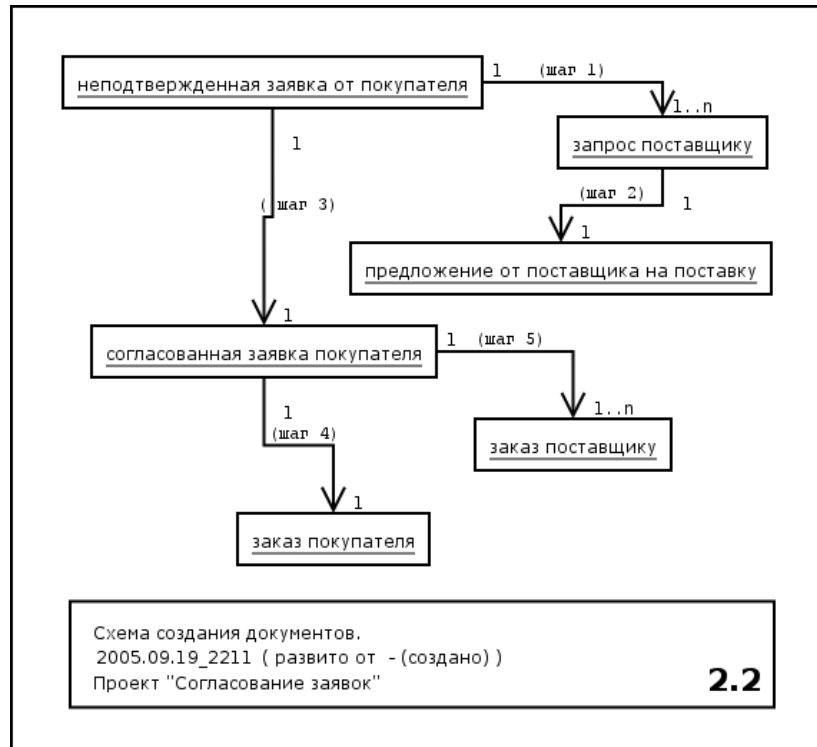 неподтвержденная заявка от покупателя
1 (шаг 1)
1..n
запрос поставщику
1
(шаг 2)
1
1
предложение от поставщика на поставку
( шаг 3)
1
согласованная заявка покупателя
1 (шаг 5)
1..n
заказ поставщику
1
(шаг 4)
1
заказ покупателя
Схема создания документов.
2005.09.19_2211 ( развито от - (создано) )
Проект "Согласование заявок"
2.2